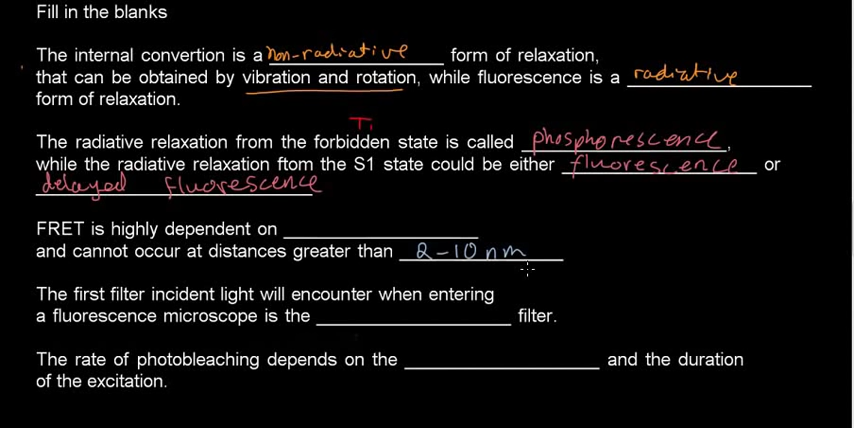 Fill in the blanks
The internal convertion is a non-radiative form of relaxation,
that can be obtained by vibration and rotation, while fluorescence is a radiative
form of relaxation.
T1
The radiative relaxation from the forbidden state is called phosphorescence,
while the radiative relaxation ftom the S1 state could be either fluorescence or
delayed fluorescence
FRET is highly dependent on
and cannot occur at distances greater than 2-10 nm
The first filter incident light will encounter when entering
a fluorescence microscope is the filter.
The rate of photobleaching depends on the and the duration
of the excitation.